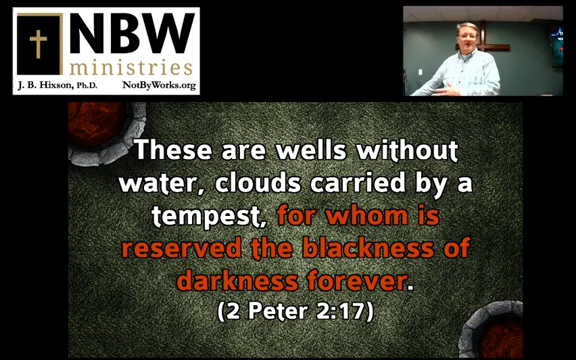 NBW
ministries
J. B. Hixson, Ph.D. NotByWorks.org
These are wells without
water, clouds carried by a
tempest, for whom is
reserved the blackness of
darkness forever.
(2 Peter 2:17)